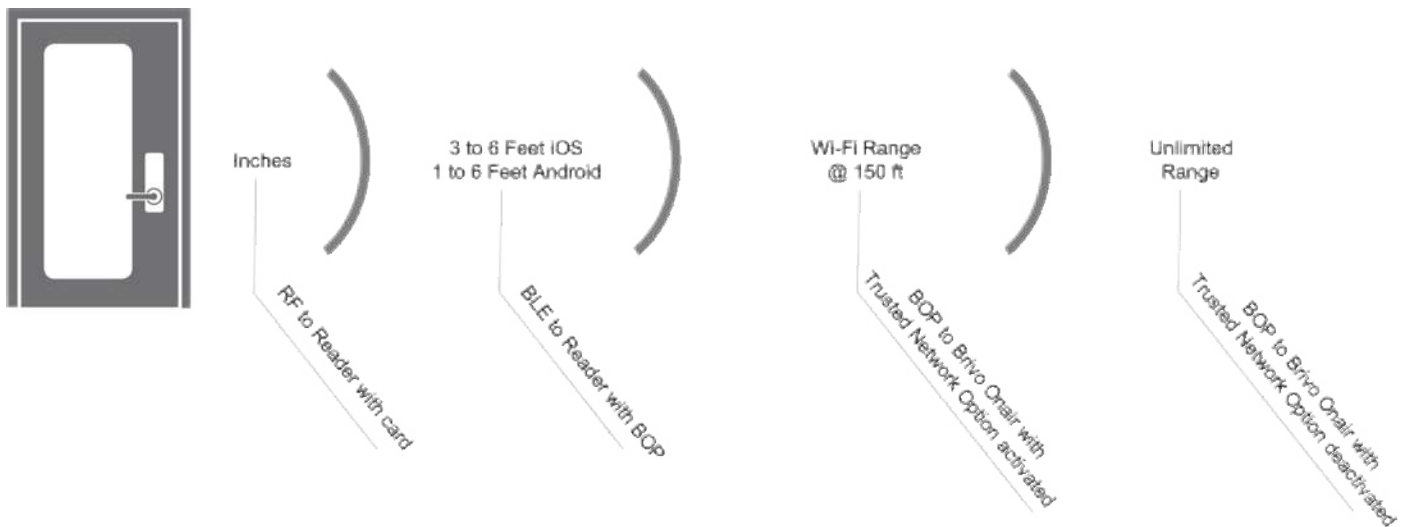 Inches
3 to 6 Feet iOS
1 to 6 Feet Android
Wi-Fi Range
@ 150 ft
Unlimited
Range
RF to Reader with card
BLE to Reader with BOP
BOP to Brivo Onair with
Trusted Network Option activated
BOP to Brivo Onair with
Trusted Network Option deactivated